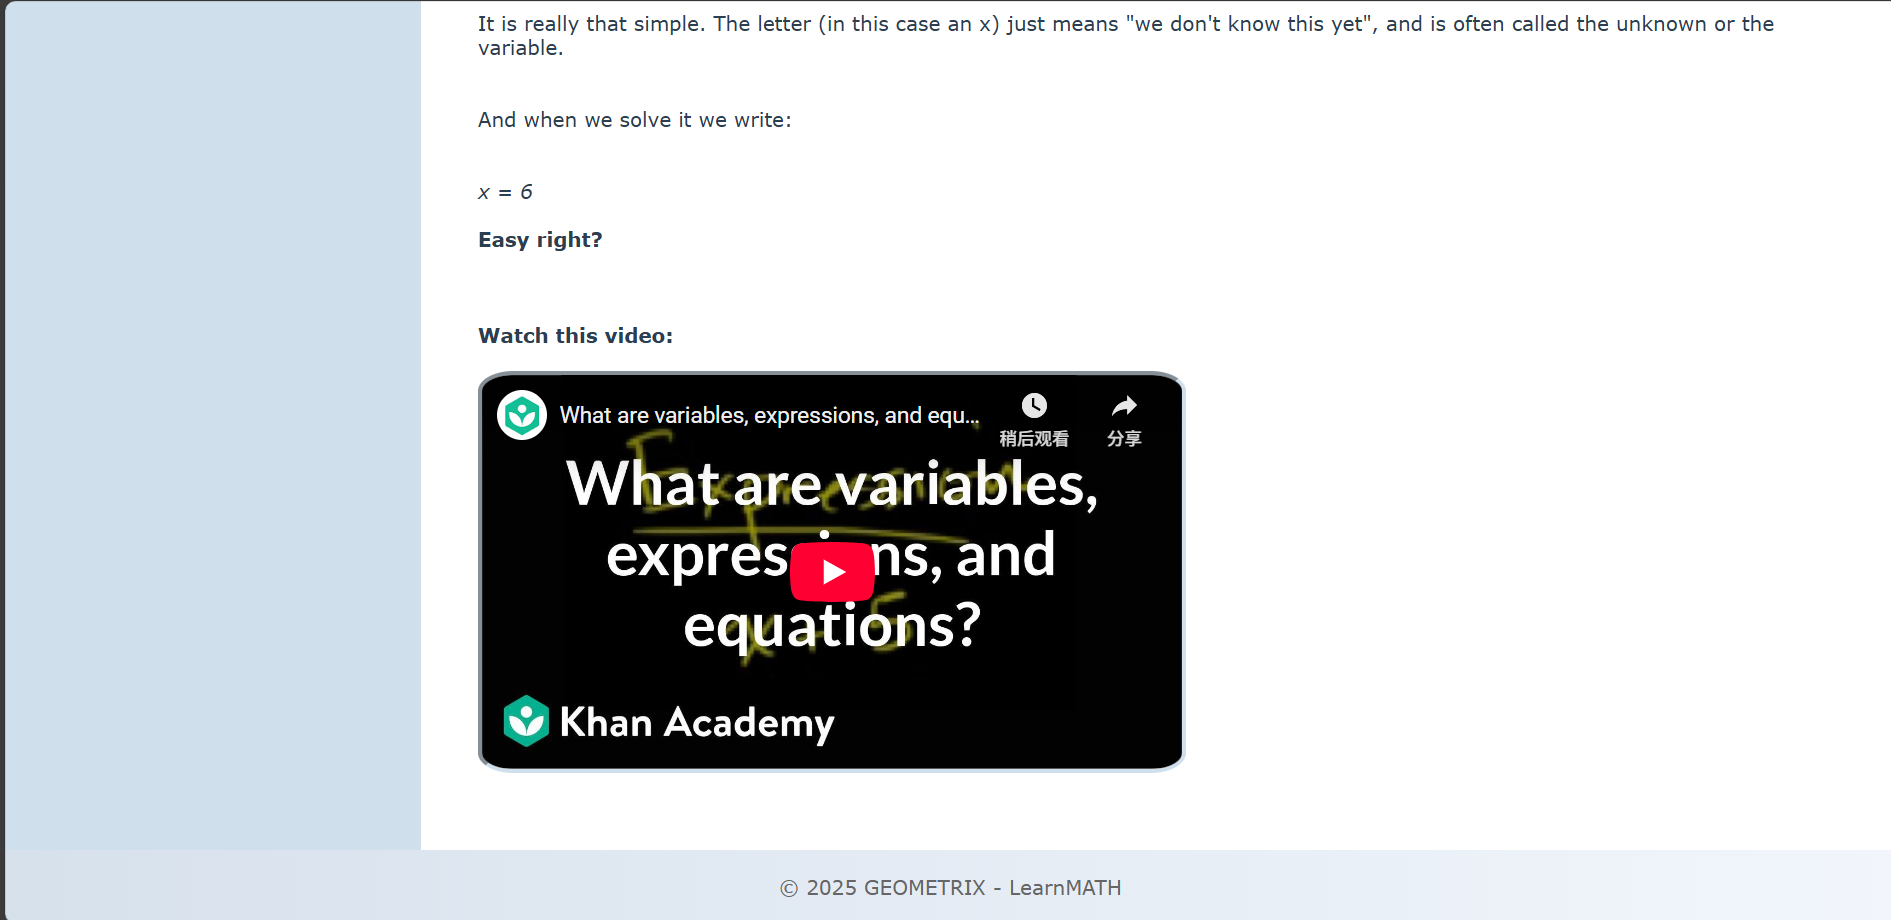 It is really that simple. The letter (in this case an x) just means "we don't know this yet", and is often called the unknown or the
variable.
And when we solve it we write:
x = 6
Easy right?
Watch this video:
What are variables, expressions, and equ...
稍后观看
分享
What are variables,
expressions, and
equations?
Khan Academy
© 2025 GEOMETRIX - LearnMATH